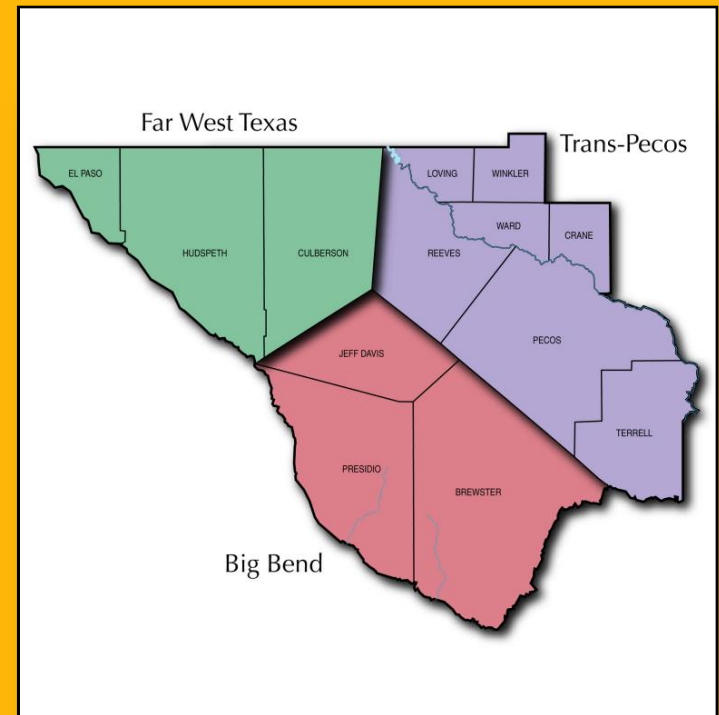 Far West Texas
Trans-Pecos
EL PASO
LOVING
WINKLER
WARD
CRANE
HUDSPETH
CULBERSON
REEVES
PECOS
JEFF DAVIS
TERRELL
PRESIDIO
BREWSTER
Big Bend